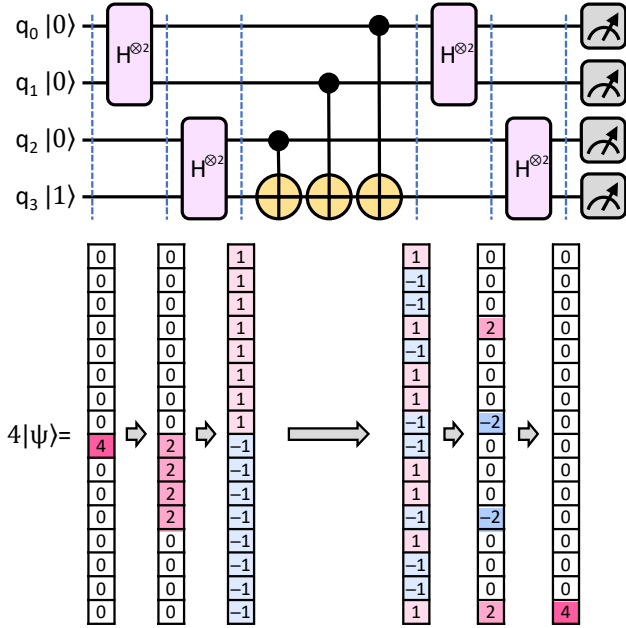 q₀ |0⟩ H⊗2 H⊗2
q₁ |0⟩
q₂ |0⟩ H⊗2 H⊗2
q₃ |1⟩
0 0 1 1 0 0
0 0 1 −1 0 0
0 0 1 −1 0 0
0 0 1 1 2 0
0 0 1 −1 0 0
0 0 1 1 0 0
0 0 1 1 0 0
0 0 1 −1 −2 0
4|ψ⟩= 4 2 −1 −1 0 0
0 2 −1 1 0 0
0 2 −1 1 0 0
0 2 −1 −1 −2 0
0 0 −1 1 0 0
0 0 −1 −1 0 0
0 0 −1 −1 0 0
0 0 −1 1 2 4